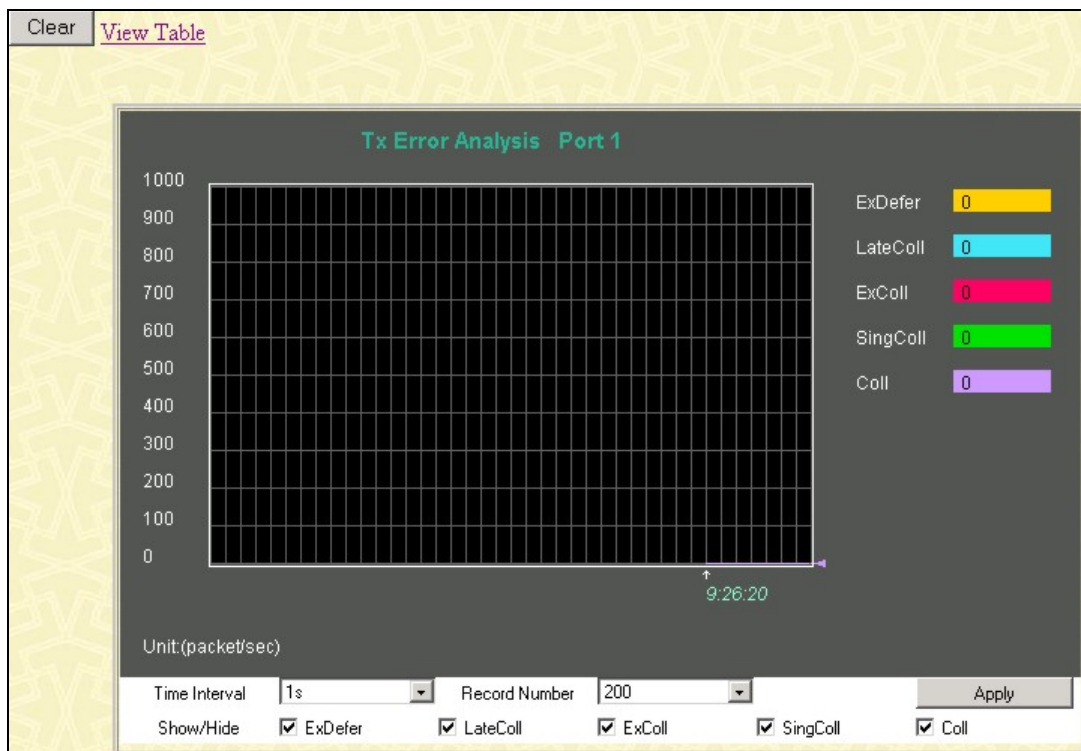 Clear View Table
Tx Error Analysis Port 1
1000
900
800
700
600
500
400
300
200
100
0
ExDefer 0
LateColl 0
ExColl 0
SingColl 0
Coll 0
9:26:20
Unit:(packet/sec)
Time Interval 1s Record Number 200 Apply
Show/Hide ExDefer LateColl ExColl SingColl Coll